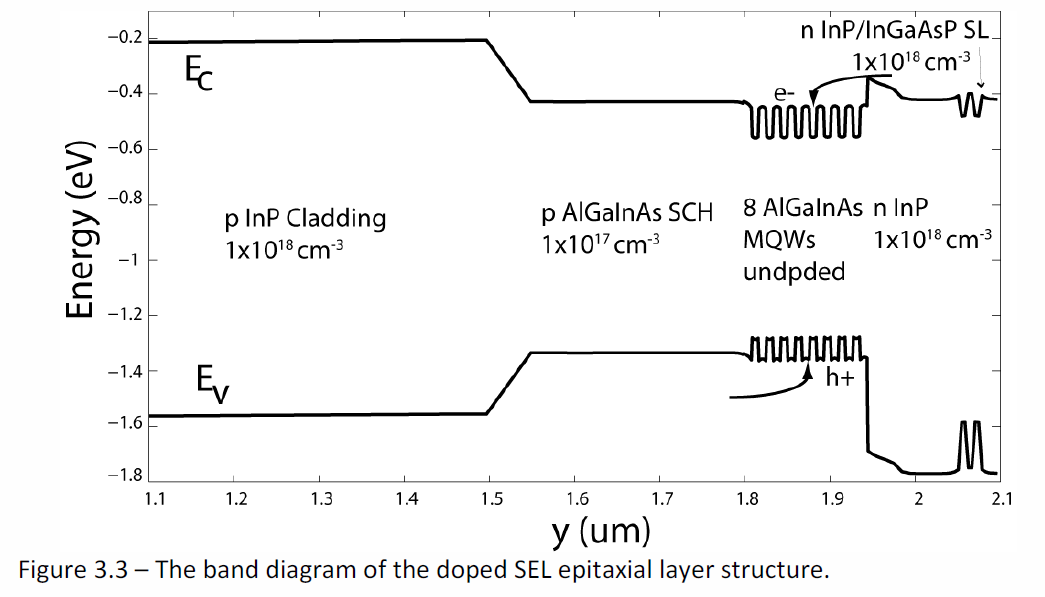 n InP/InGaAsP SL
1x10¹⁸ cm⁻³
E_C
e-
p InP Cladding
1x10¹⁸ cm⁻³
p AlGaInAs SCH
1x10¹⁷ cm⁻³
8 AlGaInAs
MQWs
undpded
n InP
1x10¹⁸ cm⁻³
E_V
h+
Energy (eV)
−0.2
−0.4
−0.6
−0.8
−1
−1.2
−1.4
−1.6
−1.8
1.1 1.2 1.3 1.4 1.5 1.6 1.7 1.8 1.9 2 2.1
y (um)
Figure 3.3 – The band diagram of the doped SEL epitaxial layer structure.